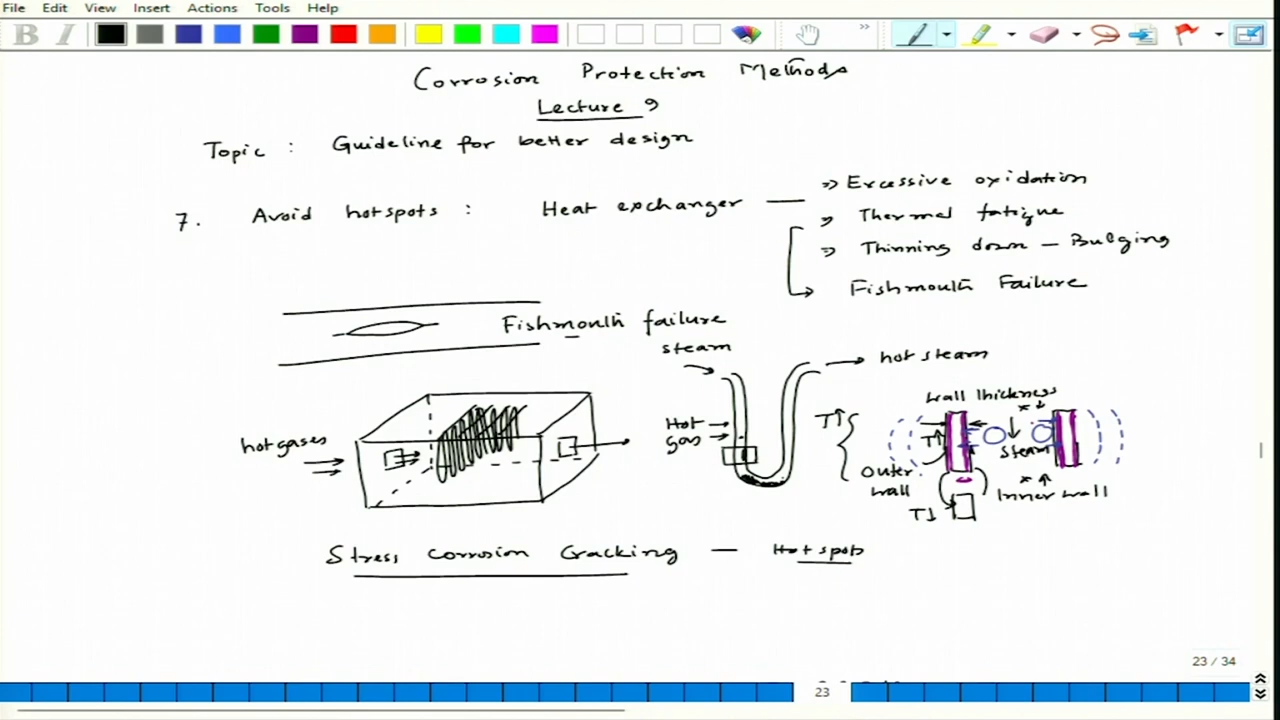 File Edit View Insert Actions Tools Help
B I
Corrosion Protection Methods
Lecture 9
Topic : Guideline for better design
7. Avoid hotspots : Heat exchanger —
⇒ Excessive oxidation
⇒ Thermal fatigue
⇒ Thinning down – Bulging
Fishmouth Failure
Fishmouth failure
steam
hot steam
hot gases
Hot
gas
T↑
wall thickness
x ↓
T↑
steam
Outer
wall
x ↑
Inner wall
T↓
Stress corrosion Cracking — Hot spots
23 / 34
23